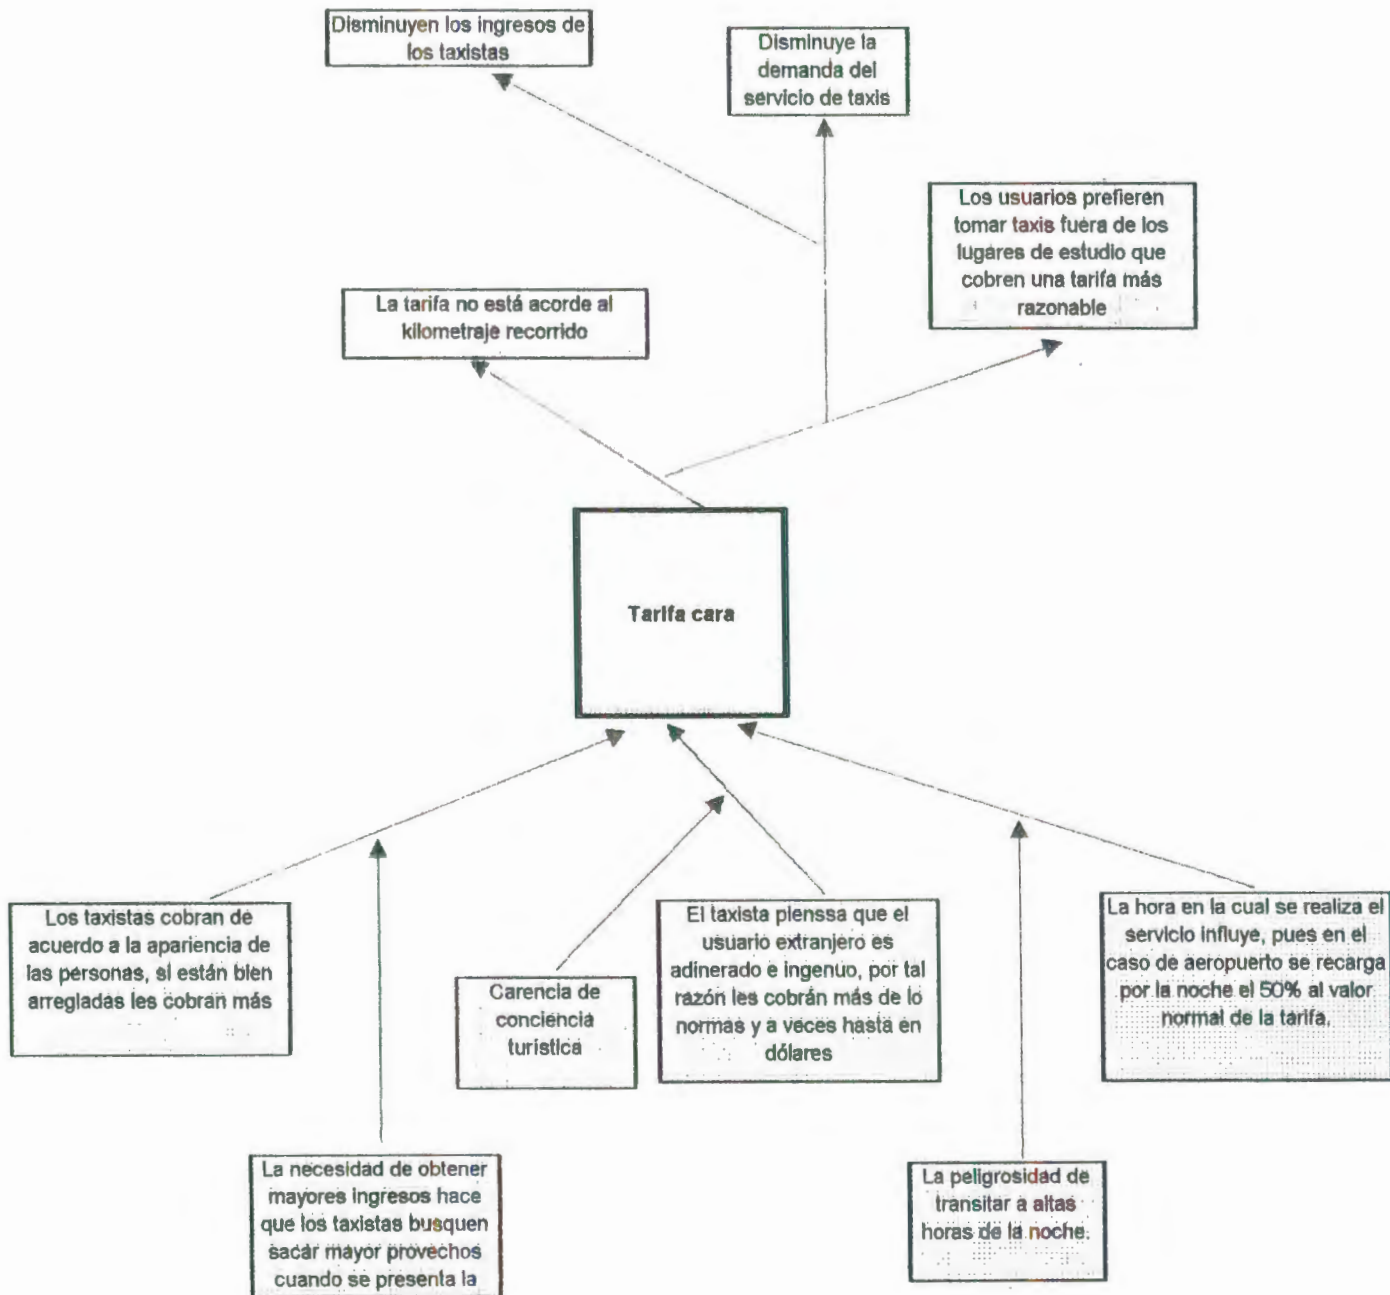 Disminuyen los ingresos de
los taxistas
Disminuye la
demanda del
servicio de taxis
Los usuarios prefieren
tomar taxis fuera de los
lugares de estudio que
cobren una tarifa más
razonable
La tarifa no está acorde al
kilometraje recorrido
Tarifa cara
Los taxistas cobran de
acuerdo a la apariencia de
las personas, si están bien
arregladas les cobran más
Carencia de
conciencia
turística
El taxista pienssa que el
usuario extranjero es
adinerado e ingenuo, por tal
razón les cobrán más de lo
normas y a veces hasta en
dólares
La hora en la cual se realiza el
servicio influye, pues en el
caso de aeropuerto se recarga
por la noche el 50% al valor
normal de la tarifa.
La necesidad de obtener
mayores ingresos hace
que los taxistas busquen
sacar mayor provechos
cuando se presenta la
La peligrosidad de
transitar a altas
horas de la noche.